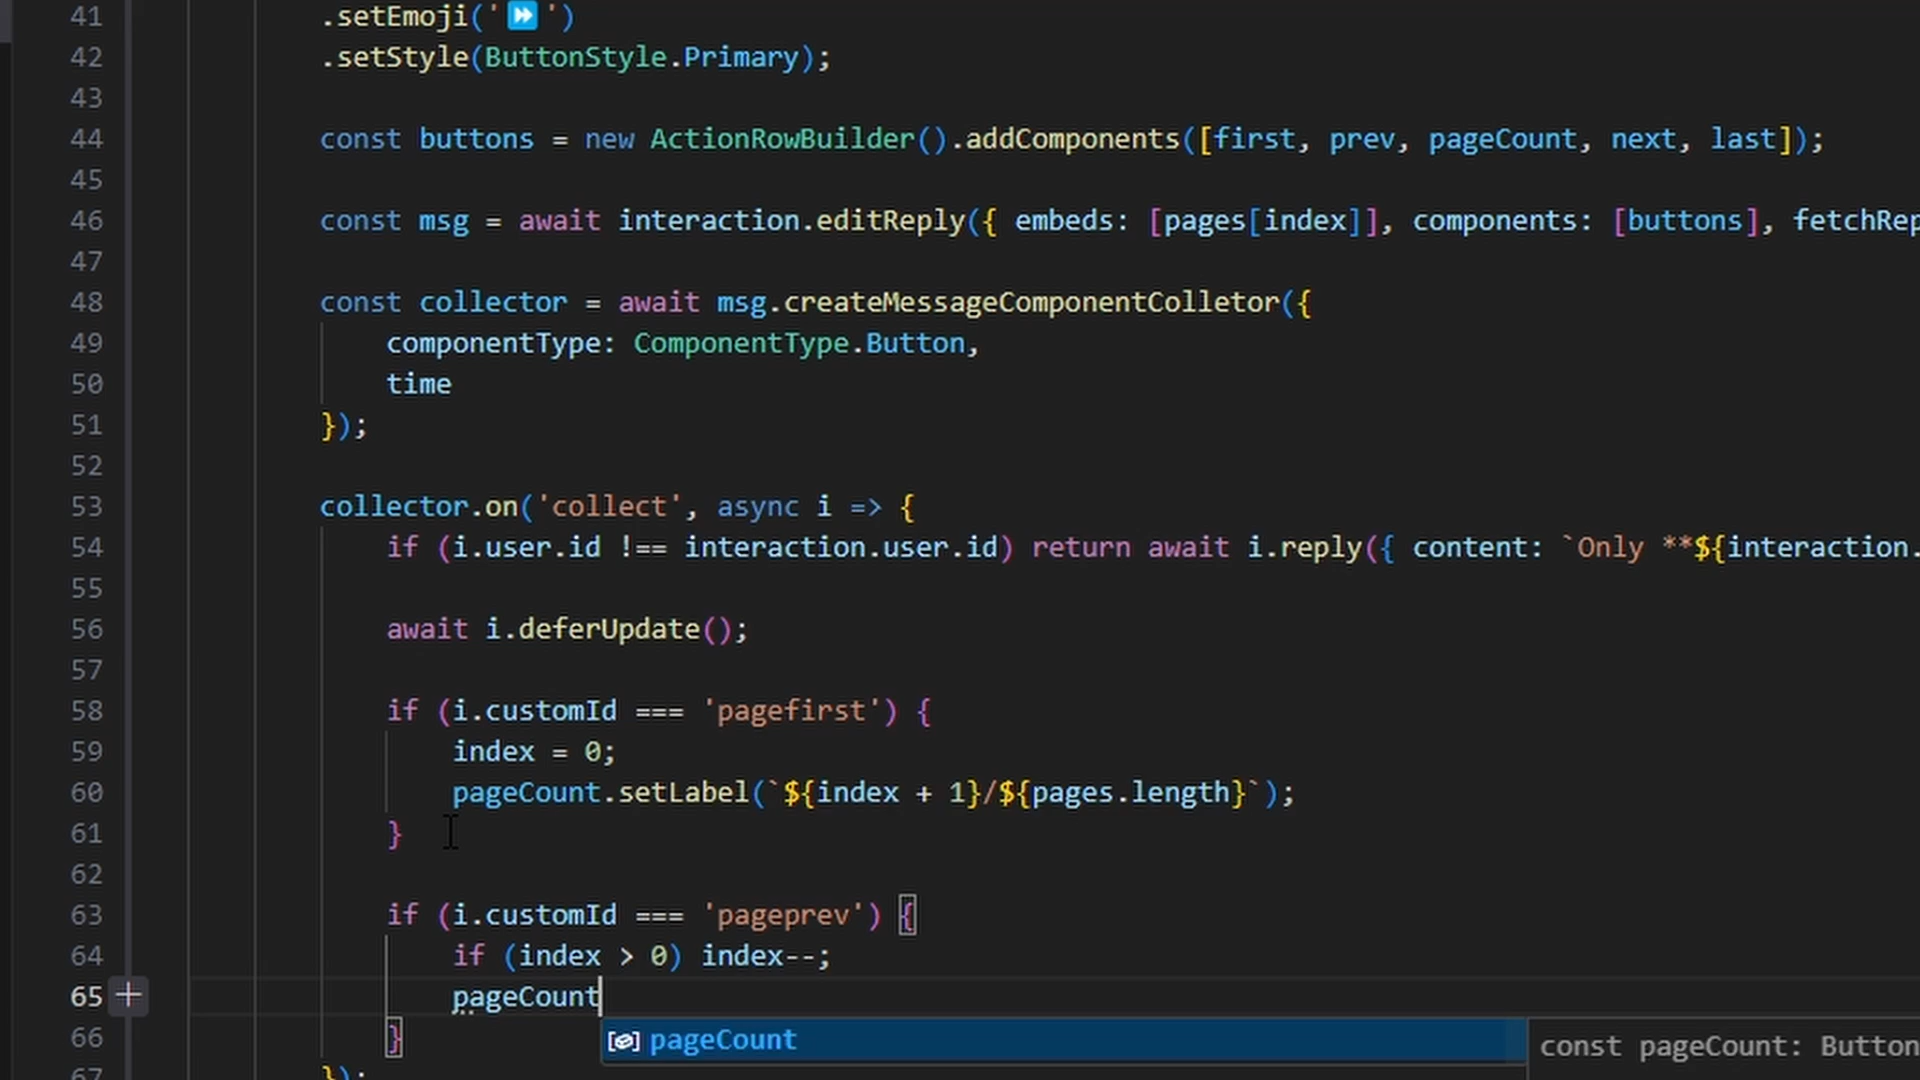 41 .setEmoji('⏩')
42 .setStyle(ButtonStyle.Primary);
43
44 const buttons = new ActionRowBuilder().addComponents([first, prev, pageCount, next, last]);
45
46 const msg = await interaction.editReply({ embeds: [pages[index]], components: [buttons], fetchRep
47
48 const collector = await msg.createMessageComponentColletor({
49 componentType: ComponentType.Button,
50 time
51 });
52
53 collector.on('collect', async i => {
54 if (i.user.id !== interaction.user.id) return await i.reply({ content: `Only **${interaction.
55
56 await i.deferUpdate();
57
58 if (i.customId === 'pagefirst') {
59 index = 0;
60 pageCount.setLabel(`${index + 1}/${pages.length}`);
61 }
62
63 if (i.customId === 'pageprev') {
64 if (index > 0) index--;
65 pageCount
66 }
pageCount
const pageCount: Button
67 });